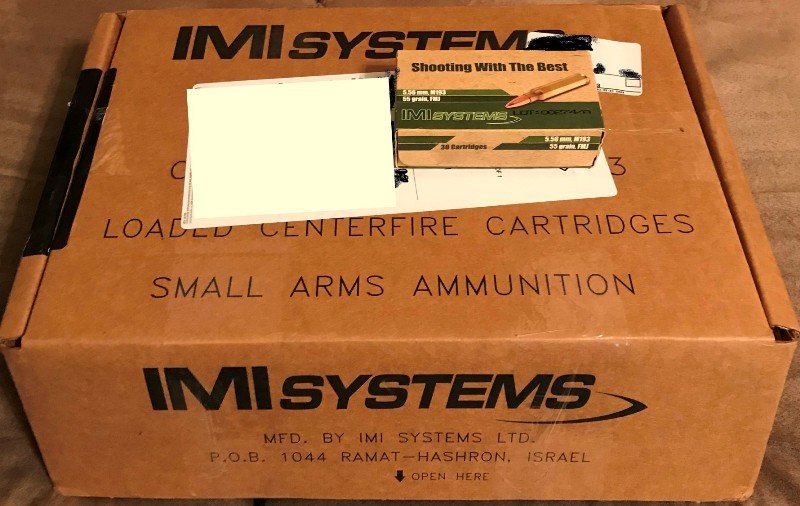 IMI SYSTEMS
Shooting With The Best
5.56 mm, M193
55 grain, FMJ
IMI SYSTEMS
30 Cartridges
5.56 mm, M193
55 grain, FMJ
LOADED CENTERFIRE CARTRIDGES
SMALL ARMS AMMUNITION
IMI SYSTEMS
MFD. BY IMI SYSTEMS LTD.
P.O.B. 1044 RAMAT-HASHRON, ISRAEL
OPEN HERE